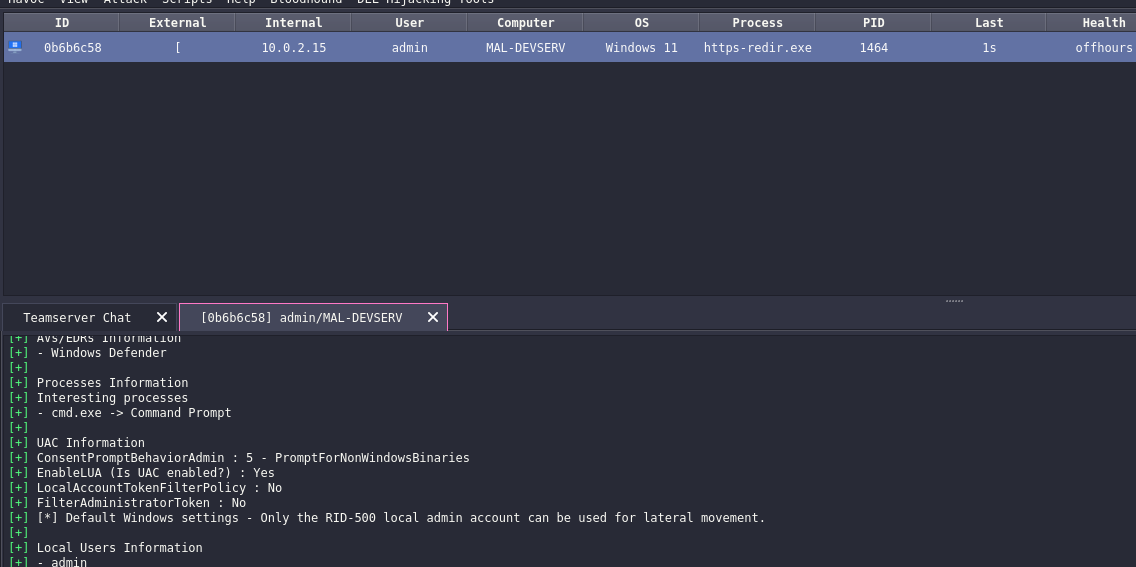 Havoc View Attack Scripts Help Bloodhound DLL Hijacking Tools
ID External Internal User Computer OS Process PID Last Health
0b6b6c58 [ 10.0.2.15 admin MAL-DEVSERV Windows 11 https-redir.exe 1464 1s offhours
Teamserver Chat [0b6b6c58] admin/MAL-DEVSERV
[+] AVs/EDRs Information
[+] - Windows Defender
[+]
[+] Processes Information
[+] Interesting processes
[+] - cmd.exe -> Command Prompt
[+]
[+] UAC Information
[+] ConsentPromptBehaviorAdmin : 5 - PromptForNonWindowsBinaries
[+] EnableLUA (Is UAC enabled?) : Yes
[+] LocalAccountTokenFilterPolicy : No
[+] FilterAdministratorToken : No
[+] [*] Default Windows settings - Only the RID-500 local admin account can be used for lateral movement.
[+]
[+] Local Users Information
[+] - admin